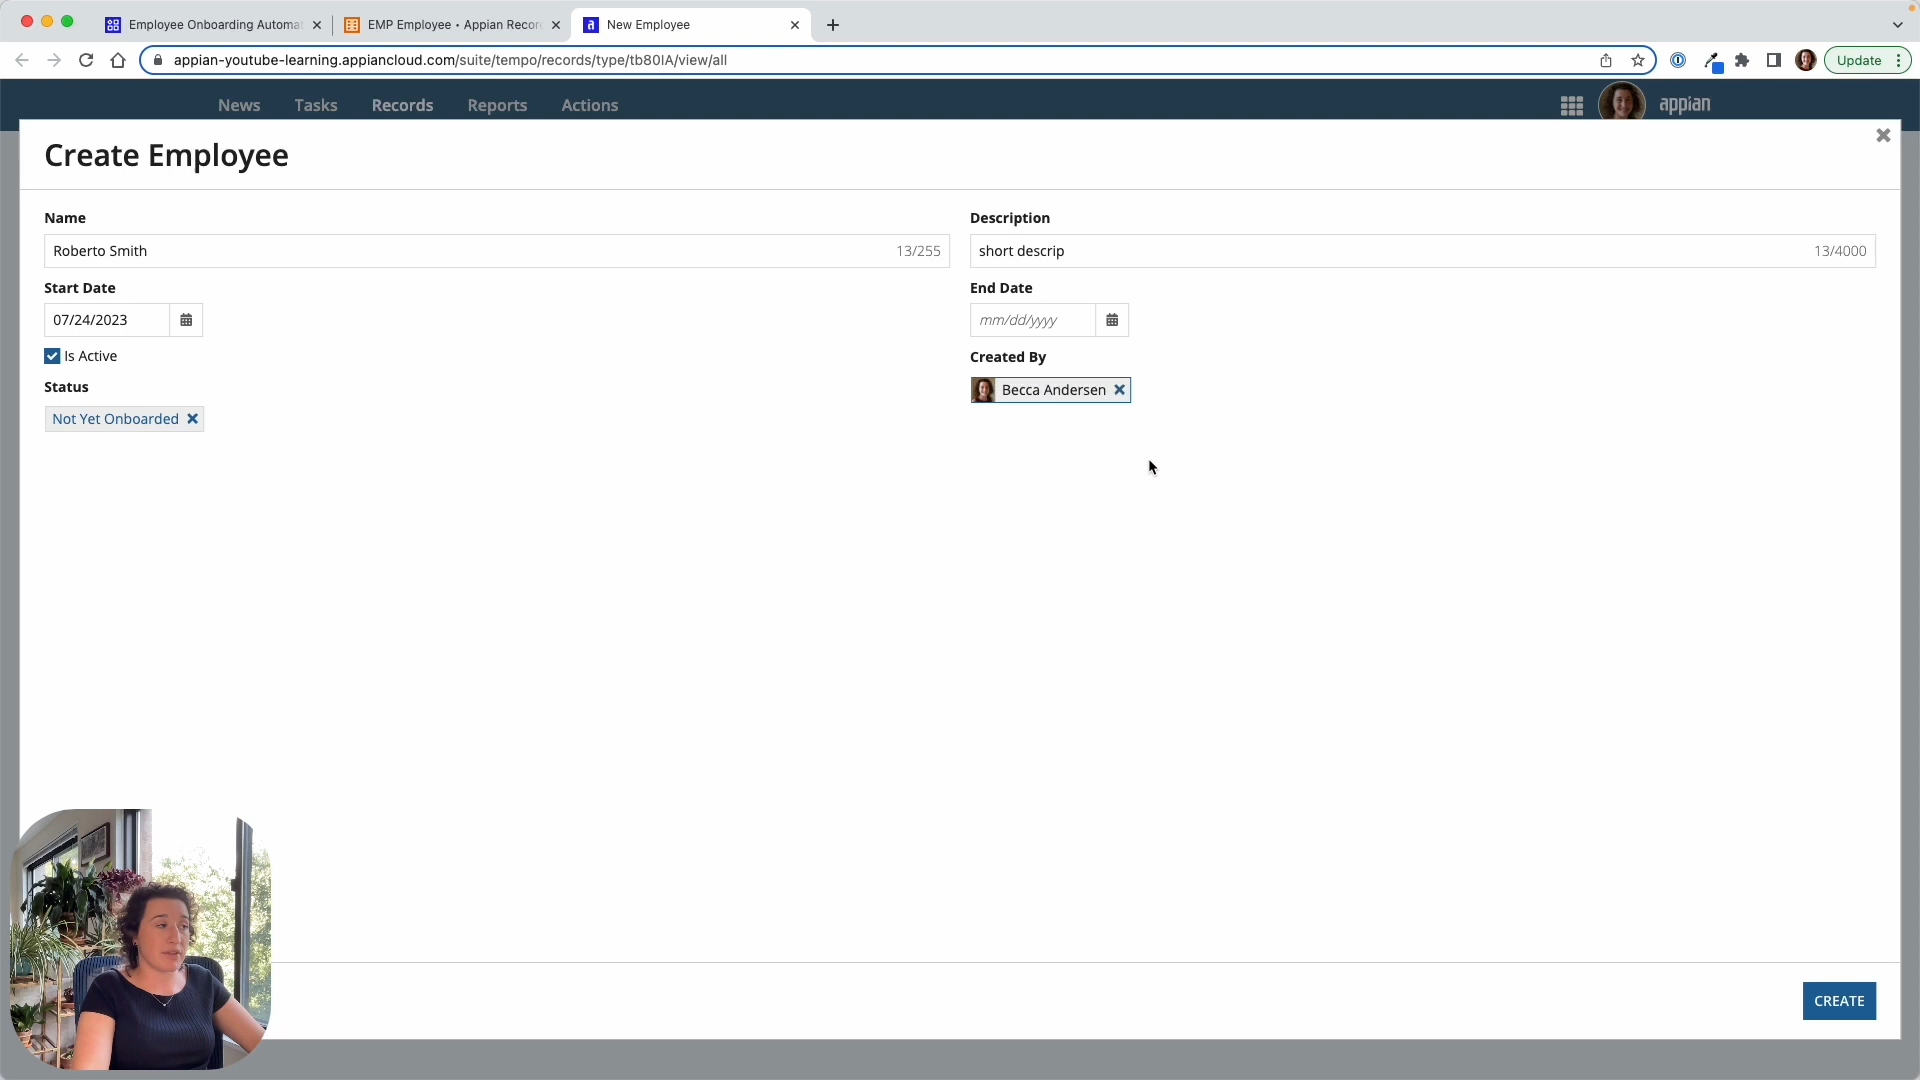 Employee Onboarding Automat
EMP Employee • Appian Recor
New Employee
appian-youtube-learning.appiancloud.com/suite/tempo/records/type/tb80IA/view/all
Update
News
Tasks
Records
Reports
Actions
appian
Create Employee
Name
Description
Roberto Smith
13/255
short descrip
13/4000
Start Date
End Date
07/24/2023
mm/dd/yyyy
Is Active
Created By
Becca Andersen
Status
Not Yet Onboarded
CREATE